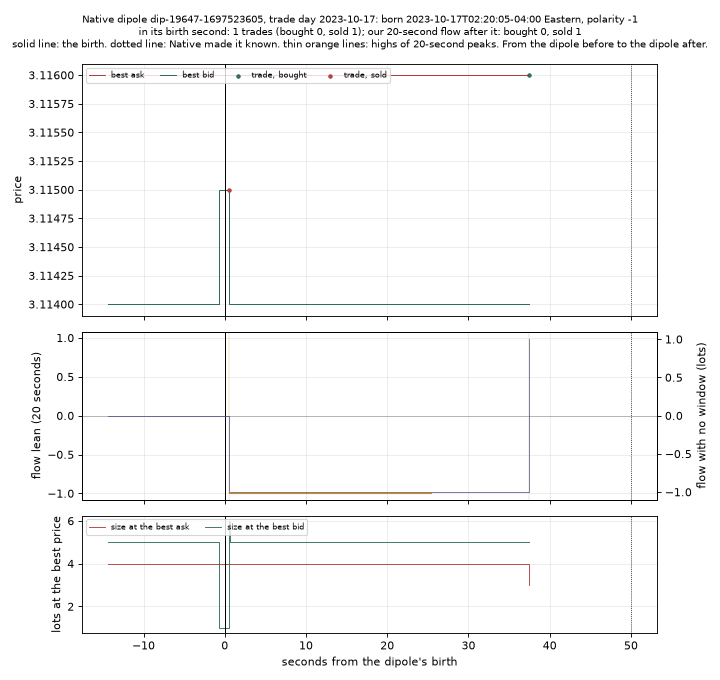 Native dipole dip-19647-1697523605, trade day 2023-10-17: born 2023-10-17T02:20:05-04:00 Eastern, polarity -1
in its birth second: 1 trades (bought 0, sold 1); our 20-second flow after it: bought 0, sold 1
solid line: the birth. dotted line: Native made it known. thin orange lines: highs of 20-second peaks. From the dipole before to the dipole after.
best ask best bid trade, bought trade, sold
3.11600
3.11575
3.11550
3.11525
3.11500
3.11475
3.11450
3.11425
3.11400
price
1.0
0.5
0.0
−0.5
−1.0
flow lean (20 seconds)
1.0
0.5
0.0
−0.5
−1.0
flow with no window (lots)
size at the best ask size at the best bid
6
4
2
lots at the best price
−10 0 10 20 30 40 50
seconds from the dipole's birth